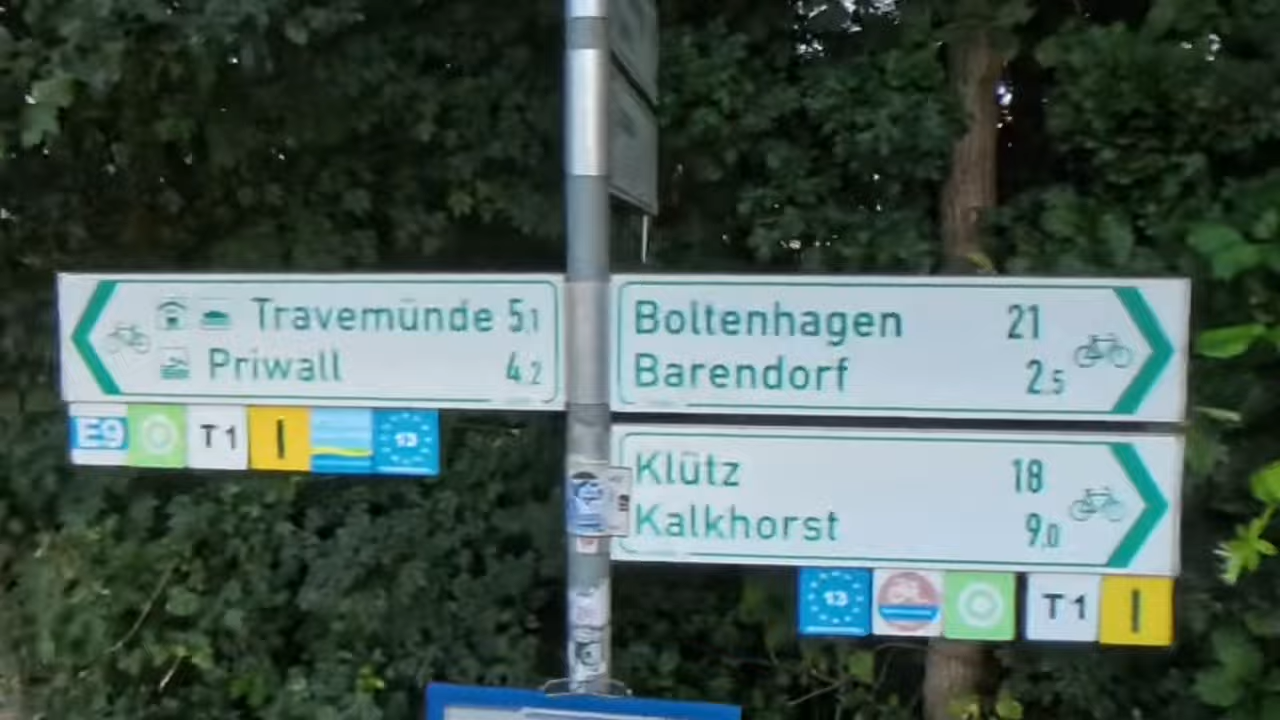 Travemünde 5,1
Priwall 4,2
E9 T1 I 13
Boltenhagen 21
Barendorf 2,5
Klütz 18
Kalkhorst 9,0
13 T1 I